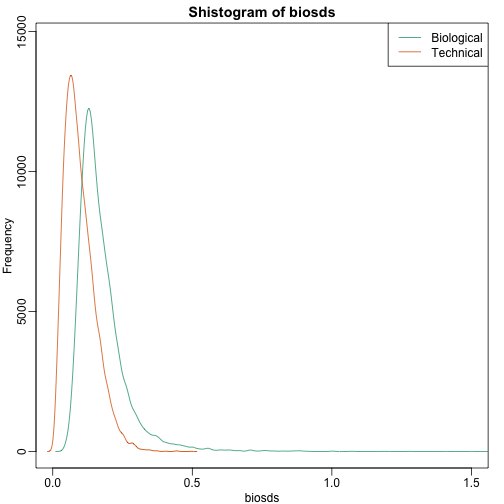 Shistogram of biosds
Biological
Technical
Frequency
15000
10000
5000
0
0.0 0.5 1.0 1.5
biosds